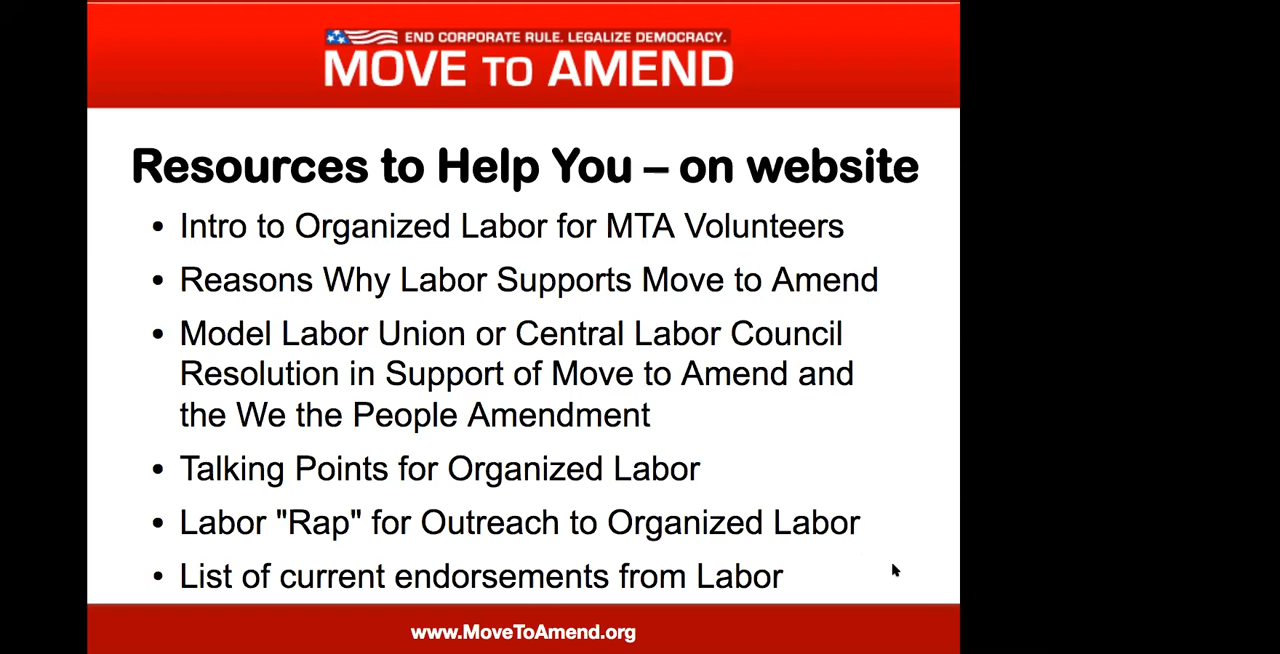 END CORPORATE RULE. LEGALIZE DEMOCRACY.
MOVE TO AMEND
Resources to Help You – on website
• Intro to Organized Labor for MTA Volunteers
• Reasons Why Labor Supports Move to Amend
• Model Labor Union or Central Labor Council
Resolution in Support of Move to Amend and
the We the People Amendment
• Talking Points for Organized Labor
• Labor "Rap" for Outreach to Organized Labor
• List of current endorsements from Labor
www.MoveToAmend.org